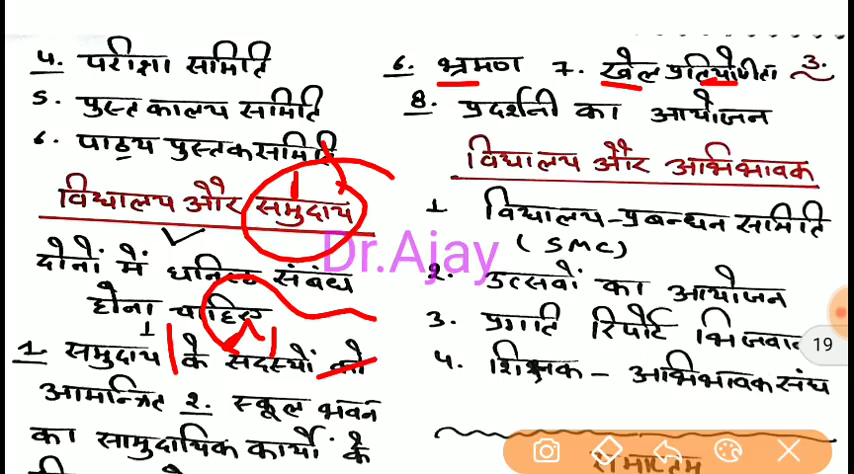 4. परीक्षा समिति
5. पुस्तकालय समिति
6. पाठ्य पुस्तक समिति
विद्यालय और समुदाय
दोनों में घनिष्ठ संबंध
होना चाहिए
1. समुदाय के सदस्यों को
आमन्त्रित 2. स्कूल भवन
का सामुदायिक कार्यों के
6. भ्रमण 7. खेल प्रतियोगिता 3.
8. प्रदर्शनी का आयोजन
विद्यालय और अभिभावक
1 विद्यालय-प्रबन्धन समिति
(SMC)
2. उत्सवों का आयोजन
3. प्रगति रिपोर्ट
4. शिक्षक - अभिभावक संघ
Dr.Ajay
19